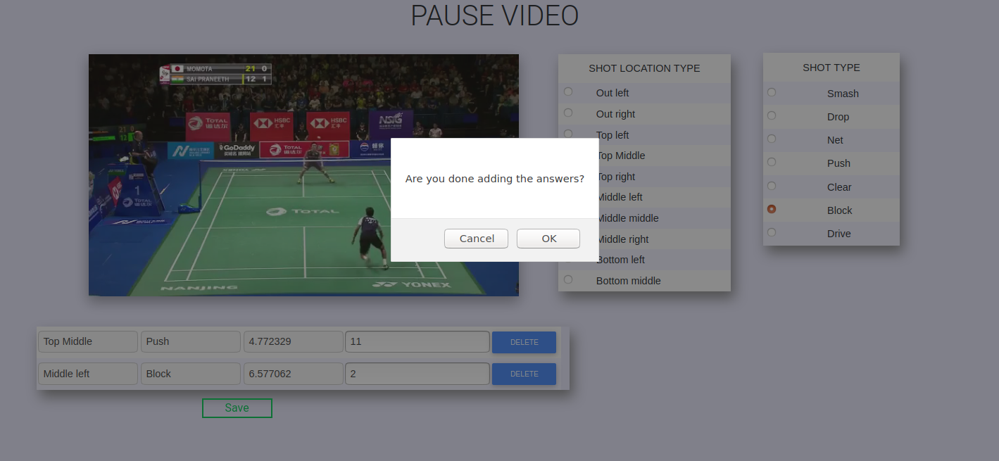 PAUSE VIDEO
MOMOTA 21 0
SAI PRANEETH 12 1
TOTAL
HSBC
HSBC
NSIG
GoDaddy
TOTAL
1
TOTAL
NANJING
YONEX
SHOT LOCATION TYPE
Out left
Out right
Top left
Top Middle
Top right
Middle left
Middle middle
Middle right
Bottom left
Bottom middle
SHOT TYPE
Smash
Drop
Net
Push
Clear
Block
Drive
Are you done adding the answers?
Cancel OK
Top Middle Push 4.772329 11 DELETE
Middle left Block 6.577062 2 DELETE
Save